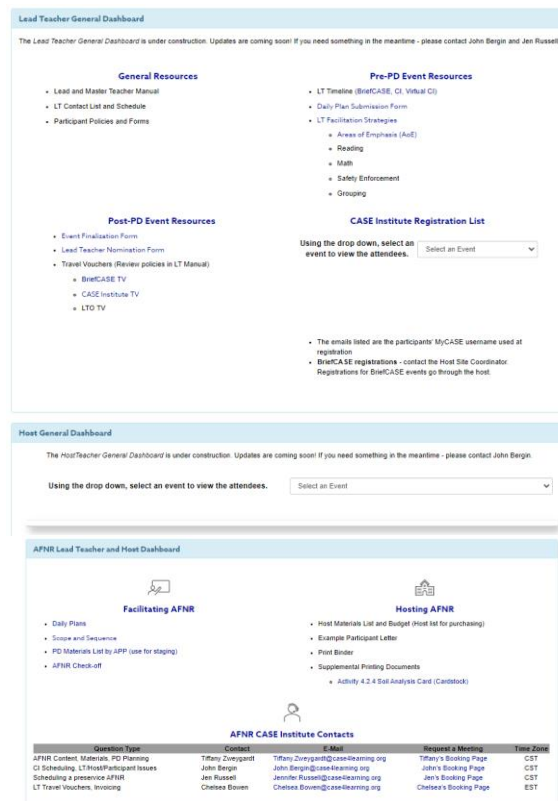 Lead Teacher General Dashboard
The Lead Teacher General Dashboard is under construction. Updates are coming soon! If you need something in the meantime - please contact John Bergin and Jen Russell
General Resources
• Lead and Master Teacher Manual
• LT Contact List and Schedule
• Participant Policies and Forms
Pre-PD Event Resources
• LT Timeline (BriefCASE, CI, Virtual CI)
• Daily Plan Submission Form
• LT Facilitation Strategies
Areas of Emphasis (AoE)
Reading
Math
Safety Enforcement
Grouping
Post-PD Event Resources
• Event Finalization Form
• Lead Teacher Nomination Form
• Travel Vouchers (Review policies in LT Manual)
BriefCASE TV
CASE Institute TV
LTO TV
CASE Institute Registration List
Using the drop down, select an
event to view the attendees.
Select an Event
• The emails listed are the participants' MyCASE username used at
registration
• BriefCASE registrations - contact the Host Site Coordinator.
Registrations for BriefCASE events go through the host.
Host General Dashboard
The HostTeacher General Dashboard is under construction. Updates are coming soon! If you need something in the meantime - please contact John Bergin.
Using the drop down, select an event to view the attendees.
Select an Event
AFNR Lead Teacher and Host Dashboard
Facilitating AFNR
• Daily Plans
• Scope and Sequence
• PD Materials List by APP (use for staging)
• AFNR Check-off
Hosting AFNR
• Host Materials List and Budget (Host list for purchasing)
• Example Participant Letter
• Print Binder
• Supplemental Printing Documents
Activity 4.2.4 Soil Analysis Card (Cardstock)
AFNR CASE Institute Contacts
Question Type Contact E-Mail Request a Meeting Time Zone
AFNR Content, Materials, PD Planning Tiffany Zweygardt Tiffany.Zweygardt@case4learning.org Tiffany's Booking Page CST
CI Scheduling, LT/Host/Participant Issues John Bergin John.Bergin@case4learning.org John's Booking Page CST
Scheduling a preservice AFNR Jen Russell Jennifer.Russell@case4learning.org Jen's Booking Page CST
LT Travel Vouchers, Invoicing Chelsea Bowen Chelsea.Bowen@case4learning.org Chelsea's Booking Page EST